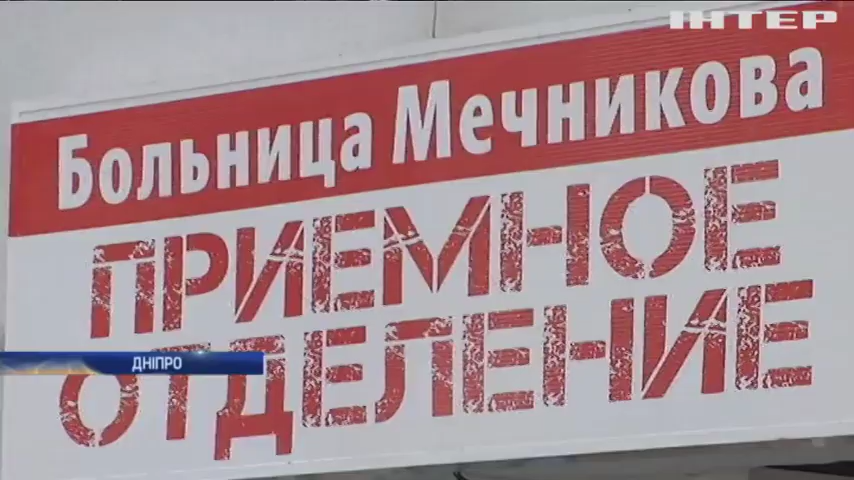 ІНТЕР
Больница Мечникова
ПРИЕМНОЕ
ОТДЕЛЕНИЕ
ДНІПРО